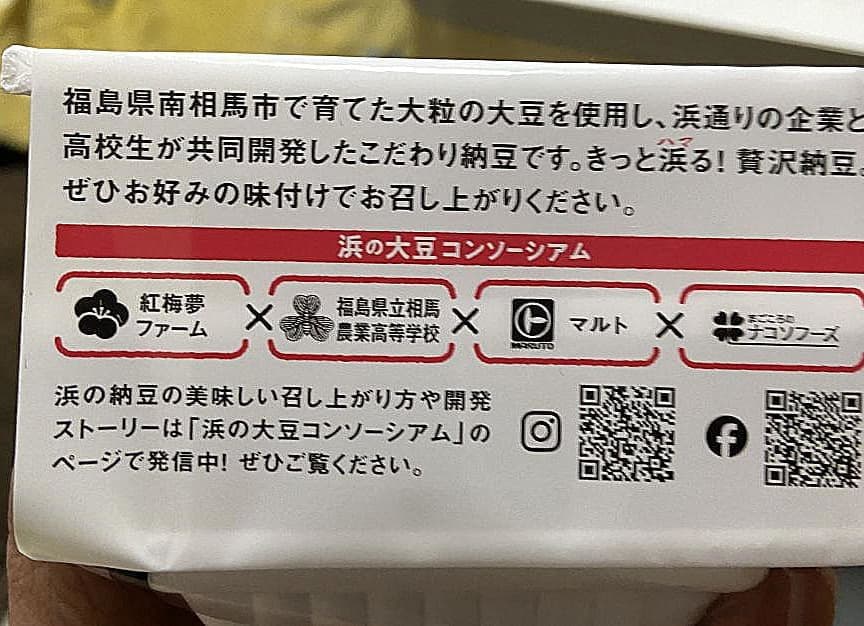 福島県南相馬市で育てた大粒の大豆を使用し、浜通りの企業と
高校生が共同開発したこだわり納豆です。きっと浜る！贅沢納豆。
ハマ
ぜひお好みの味付けでお召し上がりください。
浜の大豆コンソーシアム
紅梅夢
ファーム
×
福島県立相馬
農業高等学校
×
MARUTO
マルト
×
まごころの
ナコソフーズ
浜の納豆の美味しい召し上がり方や開発
ストーリーは「浜の大豆コンソーシアム」の
ページで発信中！ぜひご覧ください。